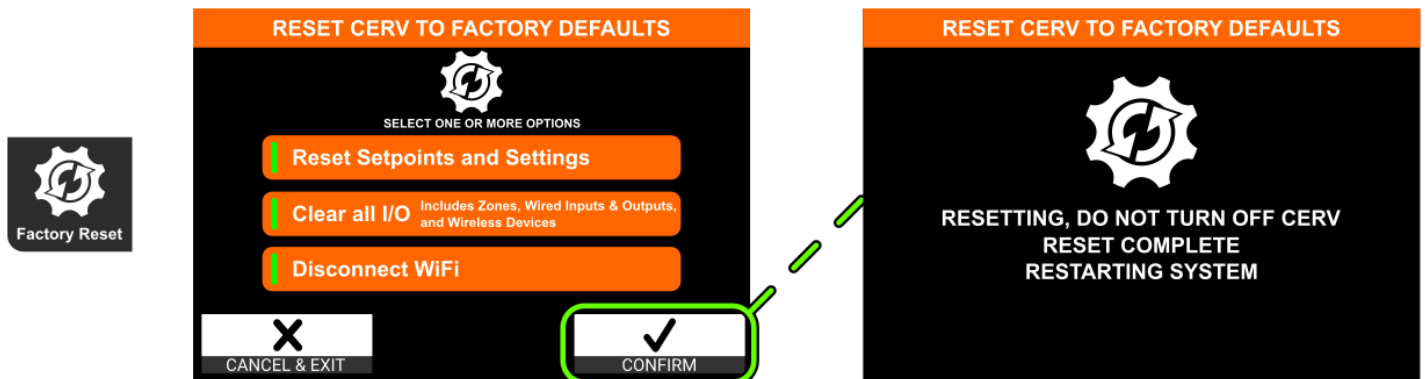 Factory Reset
RESET CERV TO FACTORY DEFAULTS
SELECT ONE OR MORE OPTIONS
Reset Setpoints and Settings
Clear all I/O
Includes Zones, Wired Inputs & Outputs,
and Wireless Devices
Disconnect WiFi
CANCEL & EXIT
CONFIRM
RESET CERV TO FACTORY DEFAULTS
RESETTING, DO NOT TURN OFF CERV
RESET COMPLETE
RESTARTING SYSTEM